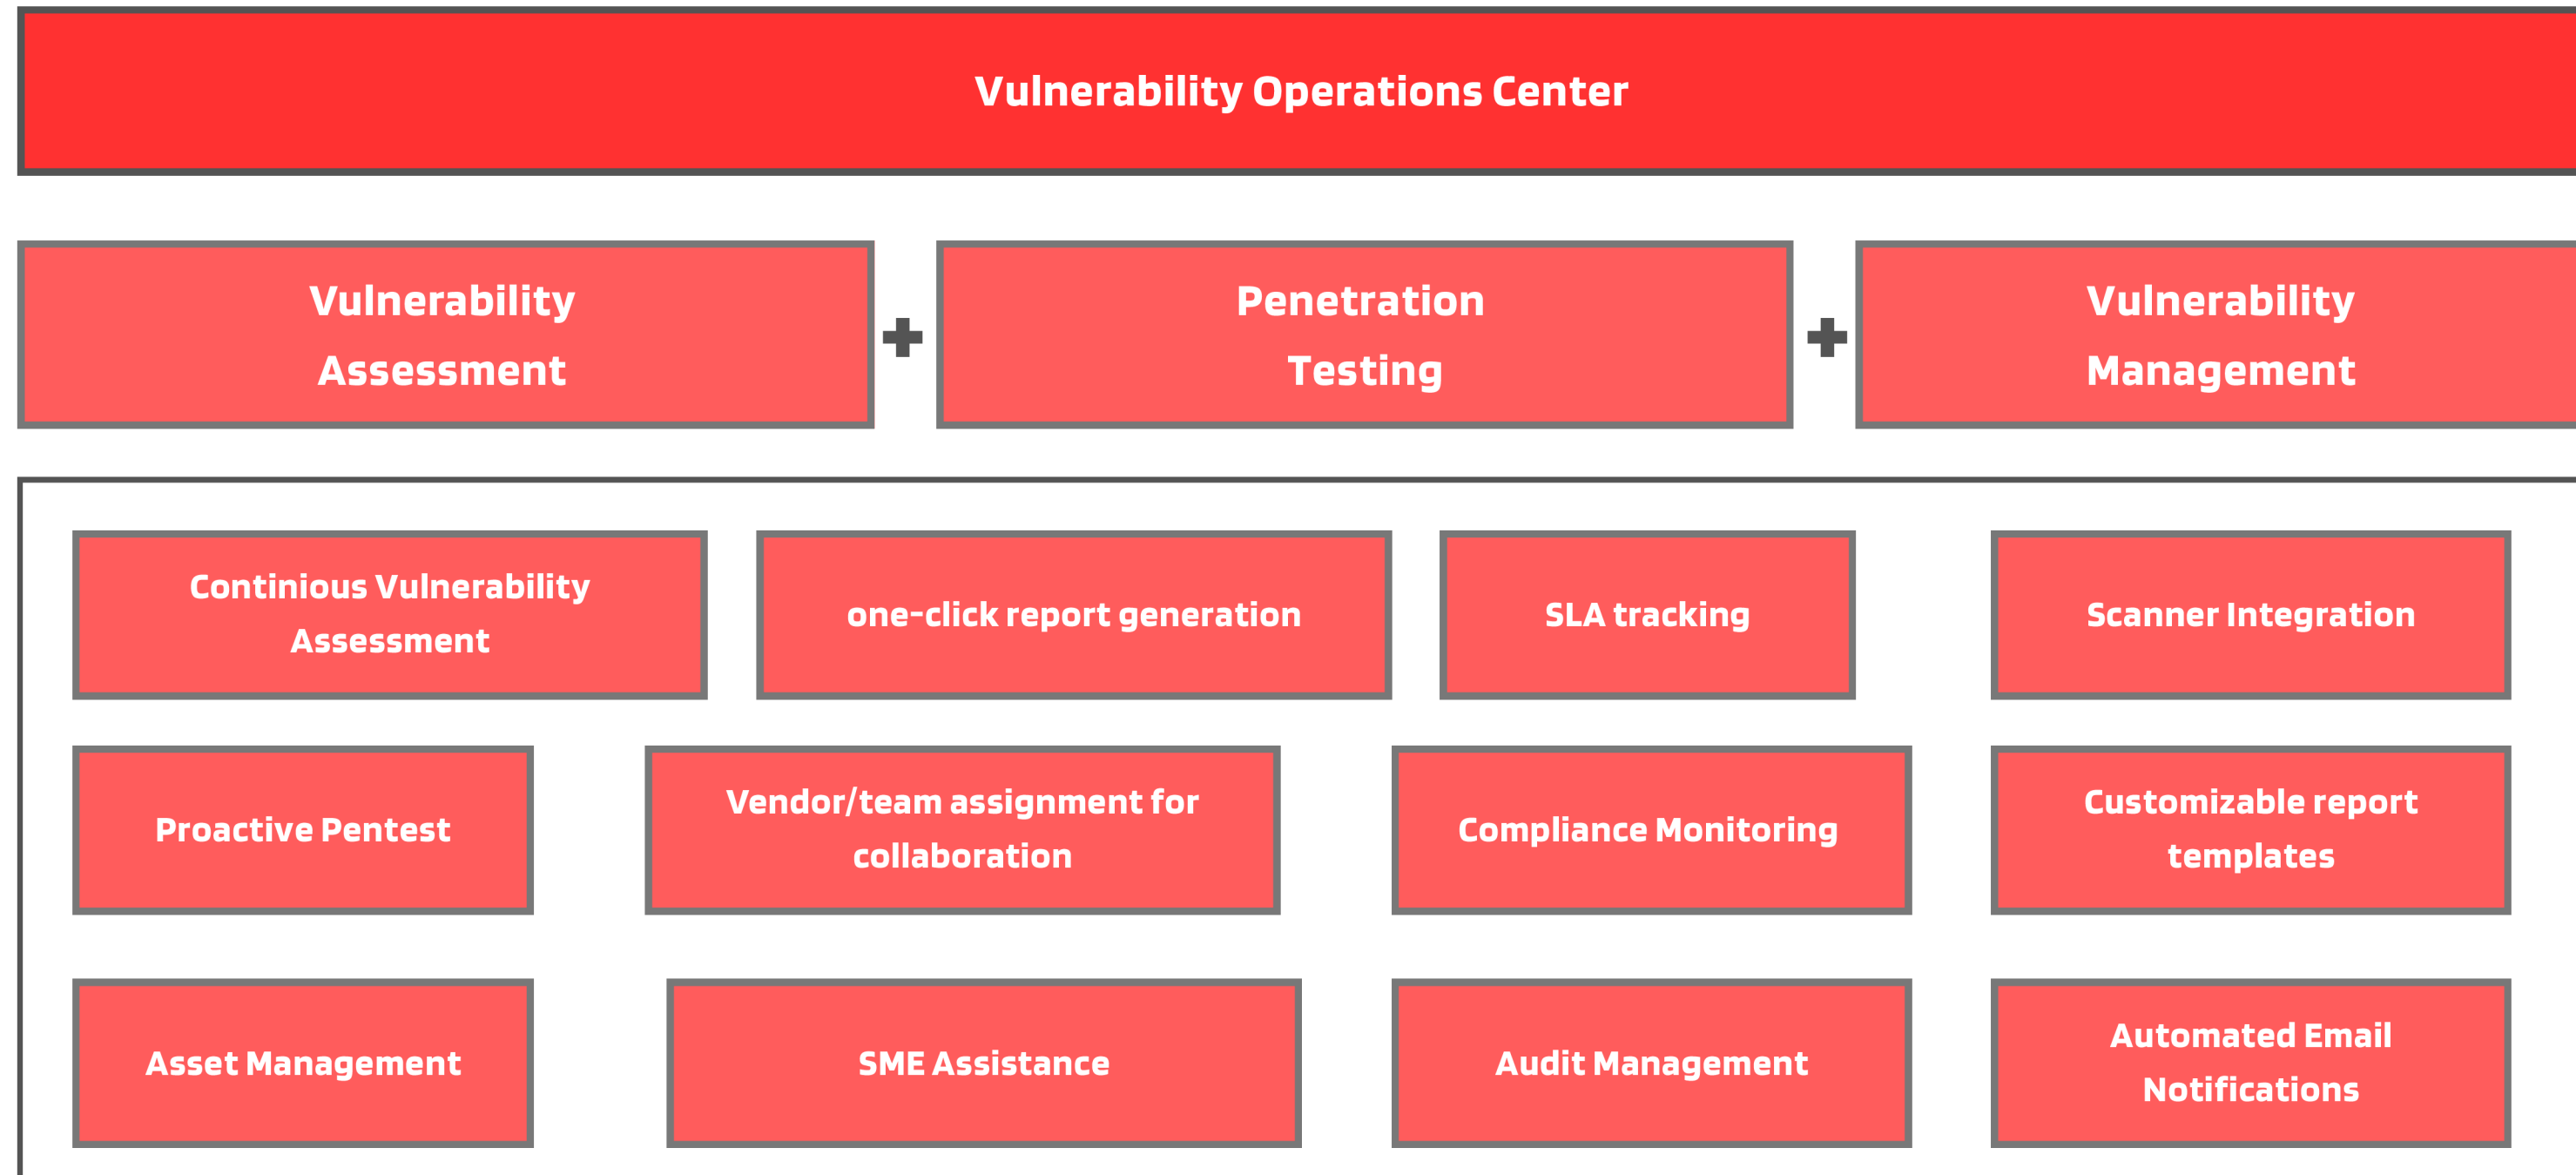 Vulnerability Operations Center
Vulnerability
Assessment
Penetration
Testing
Vulnerability
Management
Continious Vulnerability
Assessment
one-click report generation
SLA tracking
Scanner Integration
Proactive Pentest
Vendor/team assignment for
collaboration
Compliance Monitoring
Customizable report
templates
Asset Management
SME Assistance
Audit Management
Automated Email
Notifications